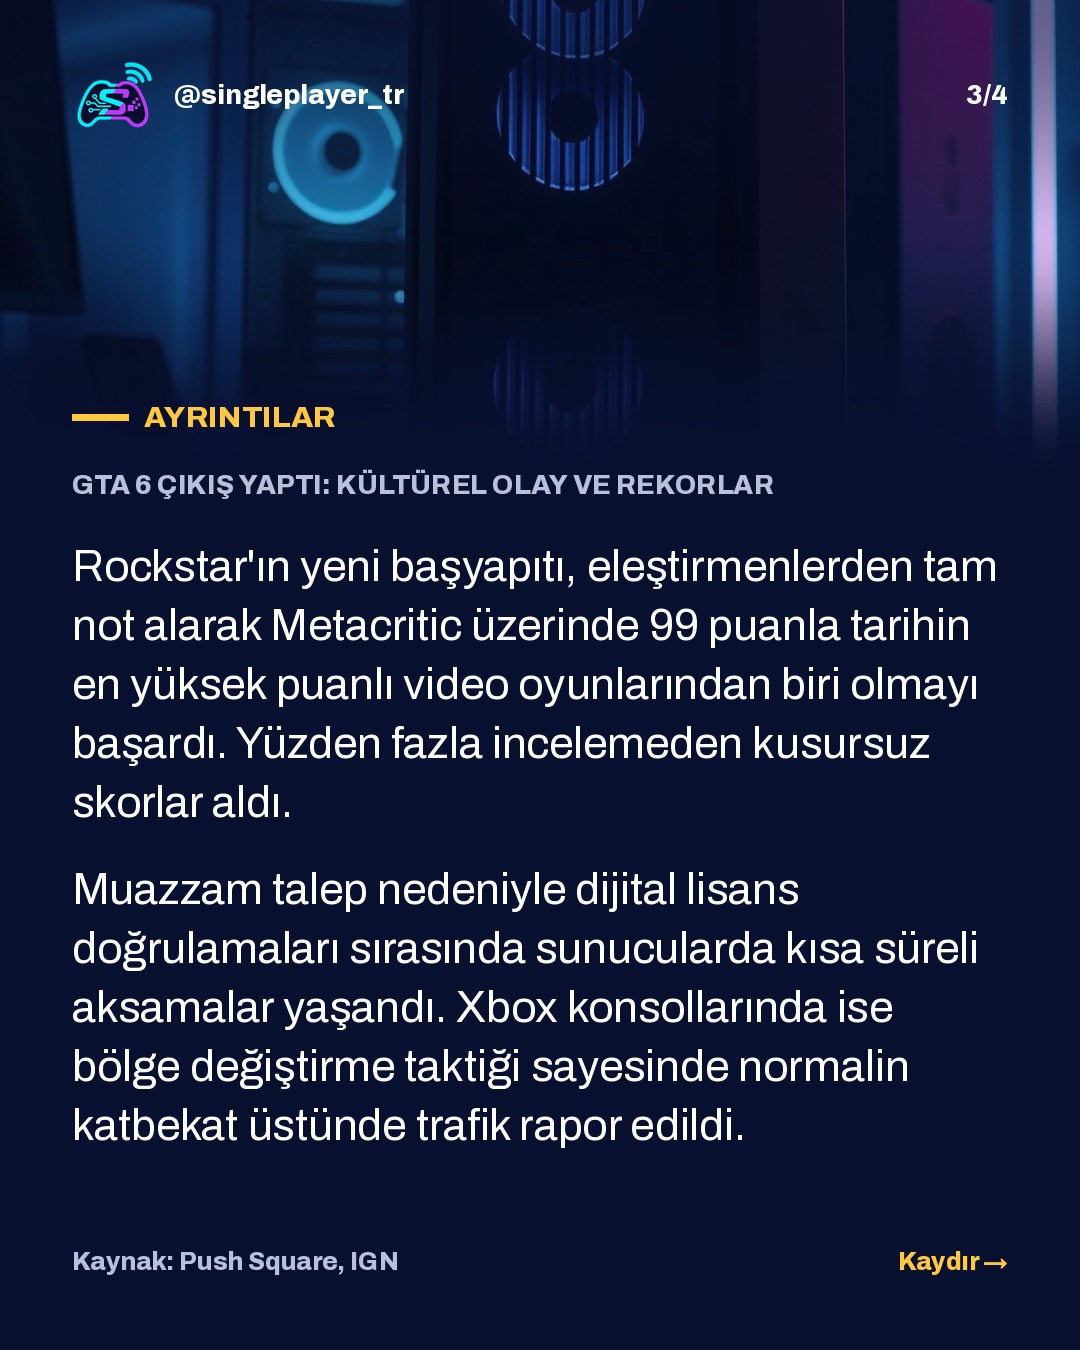 @singleplayer_tr
3/4
AYRINTILAR
GTA 6 ÇIKIŞ YAPTI: KÜLTÜREL OLAY VE REKORLAR
Rockstar'ın yeni başyapıtı, eleştirmenlerden tam
not alarak Metacritic üzerinde 99 puanla tarihin
en yüksek puanlı video oyunlarından biri olmayı
başardı. Yüzden fazla incelemeden kusursuz
skorlar aldı.
Muazzam talep nedeniyle dijital lisans
doğrulamaları sırasında sunucularda kısa süreli
aksamalar yaşandı. Xbox konsollarında ise
bölge değiştirme taktiği sayesinde normalin
katbekat üstünde trafik rapor edildi.
Kaynak: Push Square, IGN
Kaydır→